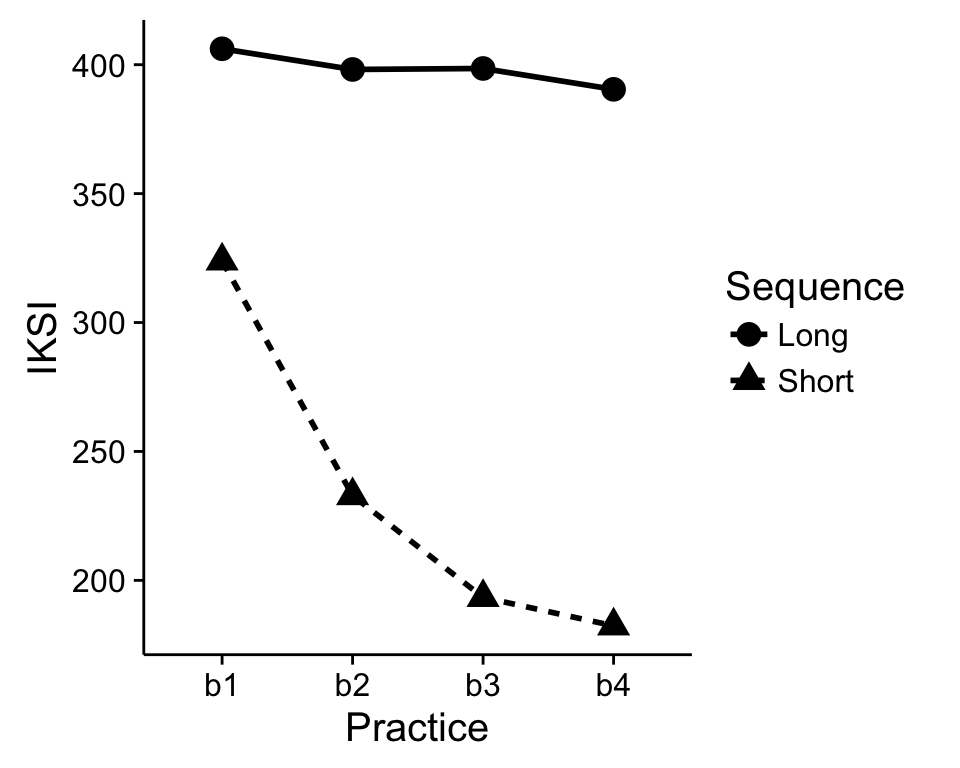 400
350
300
250
200
IKSI
b1 b2 b3 b4
Practice
Sequence
Long
Short